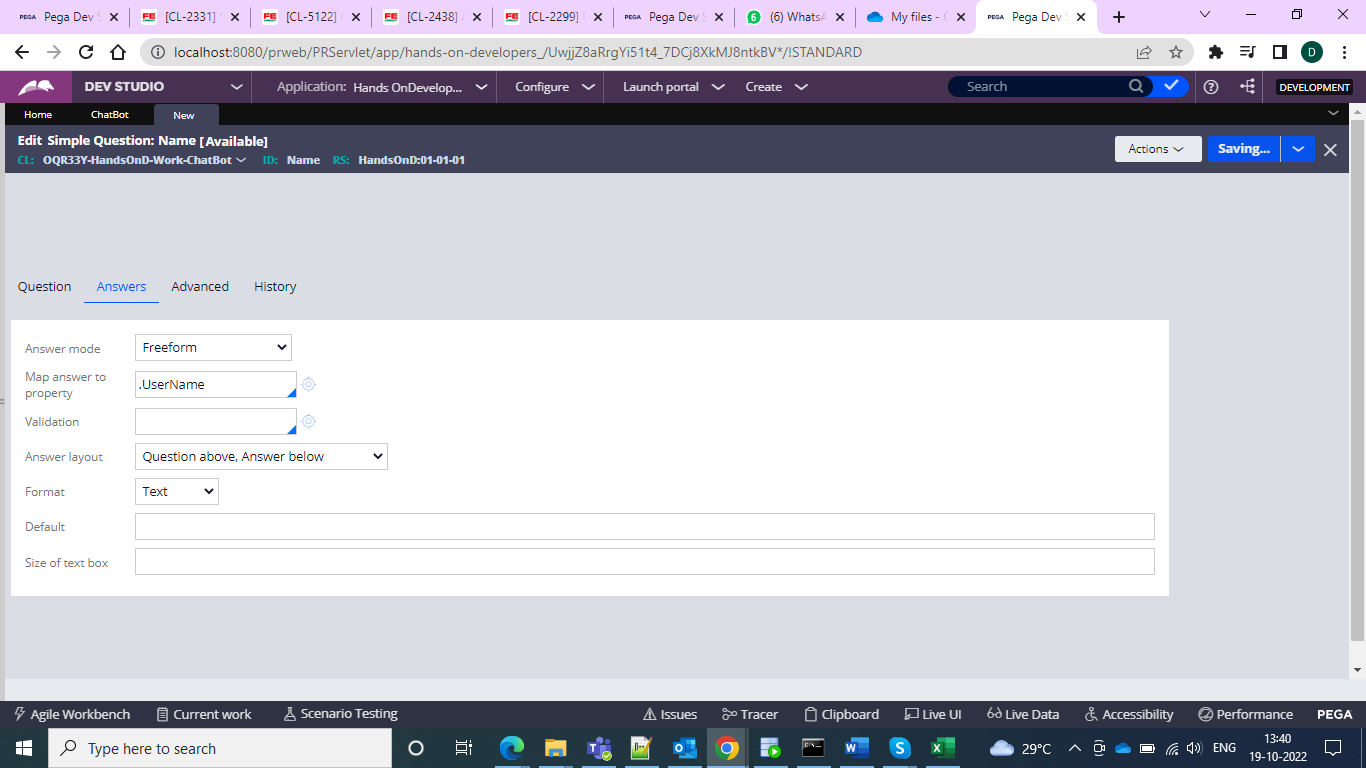 Pega Dev S
[CL-2331]
[CL-5122]
[CL-2438]
[CL-2299]
Pega Dev S
(6) Whats
My files -
Pega Dev S
localhost:8080/prweb/PRServlet/app/hands-on-developers_/UwjjZ8aRrgYi51t4_7DCj8XkMJ8ntkBV*/!STANDARD
D
DEV STUDIO
Application: Hands OnDevelop...
Configure
Launch portal
Create
Search
DEVELOPMENT
Home
ChatBot
New
Edit Simple Question: Name [Available]
CL: OQR33Y-HandsOnD-Work-ChatBot ID: Name RS: HandsOnD:01-01-01
Actions
Saving...
Question
Answers
Advanced
History
Answer mode
Freeform
Map answer to
property
.UserName
Validation
Answer layout
Question above, Answer below
Format
Text
Default
Size of text box
Agile Workbench
Current work
Scenario Testing
Issues
Tracer
Clipboard
Live UI
Live Data
Accessibility
Performance
PEGA
Type here to search
29°C
ENG
13:40
19-10-2022